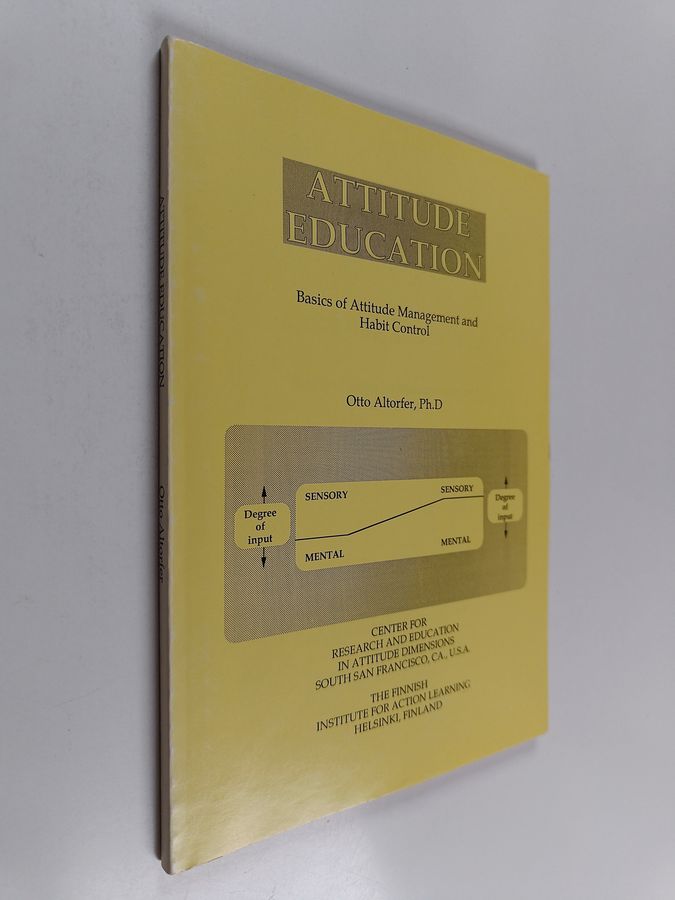 ATTITUDE EDUCATION
Otto Altorfer
ATTITUDE
EDUCATION
Basics of Attitude Management and
Habit Control
Otto Altorfer, Ph.D
SENSORY
SENSORY
Degree
of
input
Degree
of
input
MENTAL
MENTAL
CENTER FOR
RESEARCH AND EDUCATION
IN ATTITUDE DIMENSIONS
SOUTH SAN FRANCISCO, CA., U.S.A.
THE FINNISH
INSTITUTE FOR ACTION LEARNING
HELSINKI, FINLAND